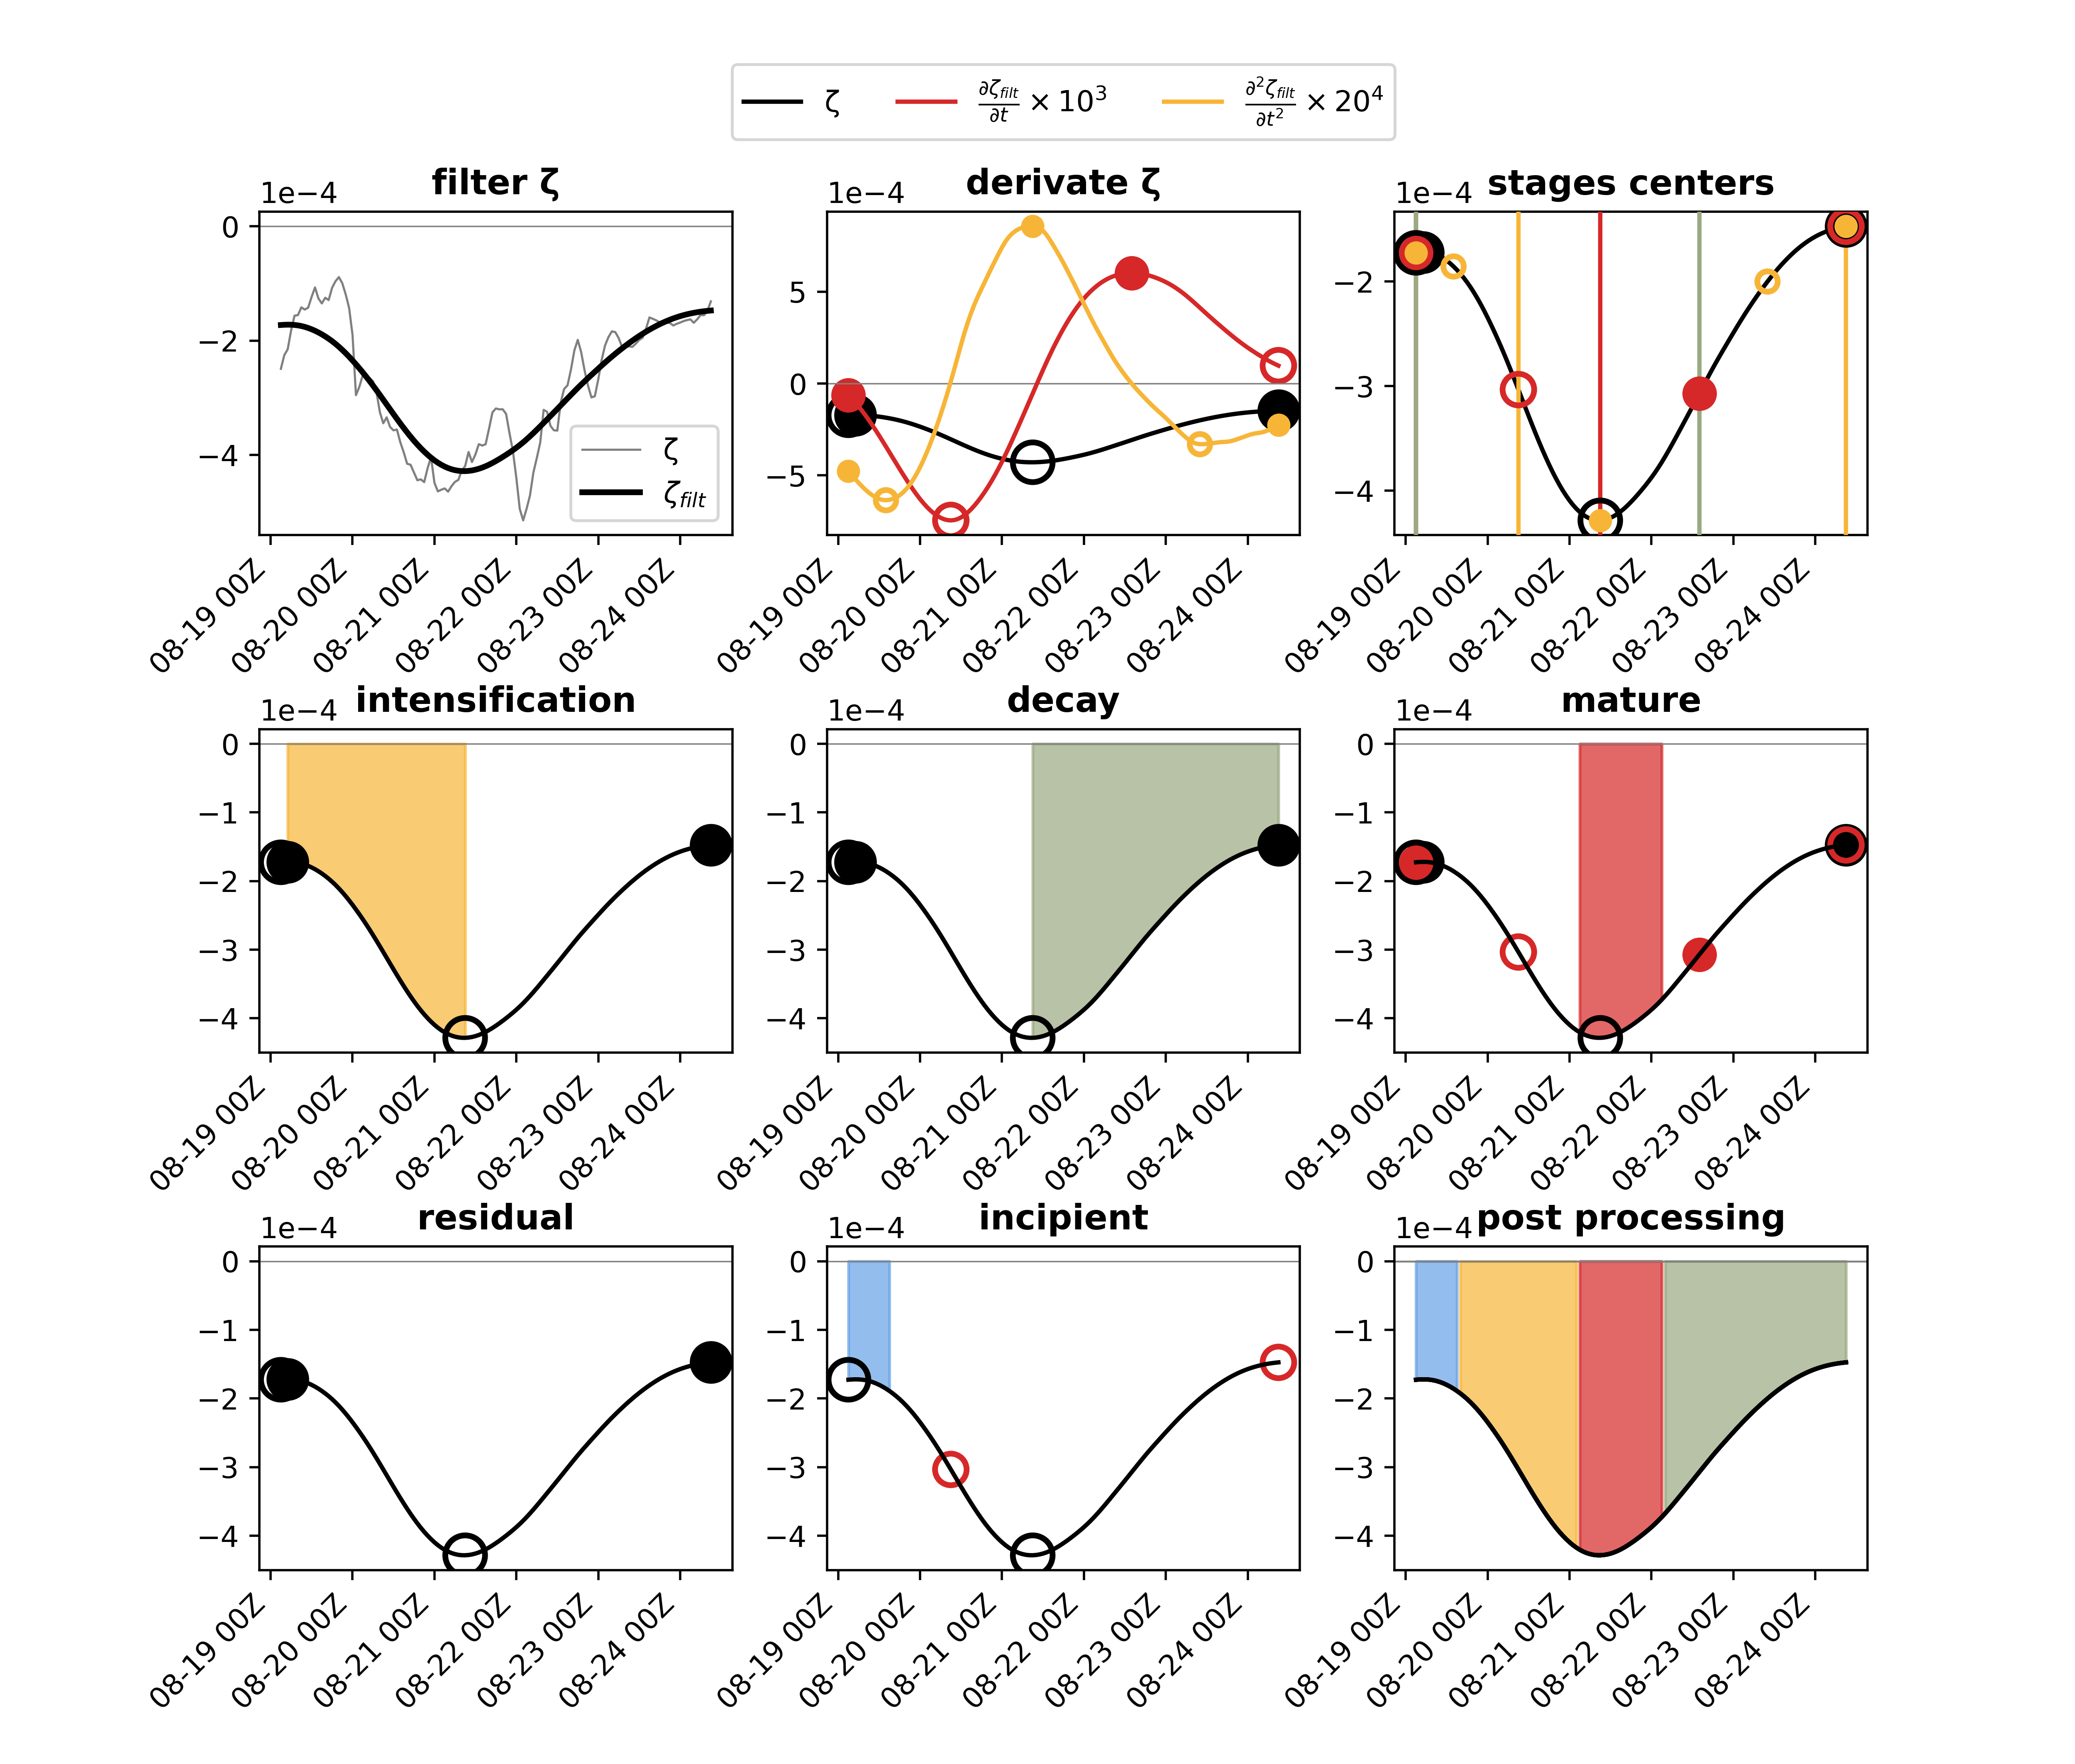 ζ ∂ζ_filt/∂t × 10³ ∂²ζ_filt/∂t² × 20⁴
filter ζ derivate ζ stages centers
1e−4 1e−4 1e−4
0
−2
−4
ζ
ζ_filt
5
0
−5
−2
−3
−4
08-19 00Z 08-20 00Z 08-21 00Z 08-22 00Z 08-23 00Z 08-24 00Z
08-19 00Z 08-20 00Z 08-21 00Z 08-22 00Z 08-23 00Z 08-24 00Z
08-19 00Z 08-20 00Z 08-21 00Z 08-22 00Z 08-23 00Z 08-24 00Z
intensification decay mature
1e−4 1e−4 1e−4
0 0 0
−1 −1 −1
−2 −2 −2
−3 −3 −3
−4 −4 −4
08-19 00Z 08-20 00Z 08-21 00Z 08-22 00Z 08-23 00Z 08-24 00Z
08-19 00Z 08-20 00Z 08-21 00Z 08-22 00Z 08-23 00Z 08-24 00Z
08-19 00Z 08-20 00Z 08-21 00Z 08-22 00Z 08-23 00Z 08-24 00Z
residual incipient post processing
1e−4 1e−4 1e−4
0 0 0
−1 −1 −1
−2 −2 −2
−3 −3 −3
−4 −4 −4
08-19 00Z 08-20 00Z 08-21 00Z 08-22 00Z 08-23 00Z 08-24 00Z
08-19 00Z 08-20 00Z 08-21 00Z 08-22 00Z 08-23 00Z 08-24 00Z
08-19 00Z 08-20 00Z 08-21 00Z 08-22 00Z 08-23 00Z 08-24 00Z